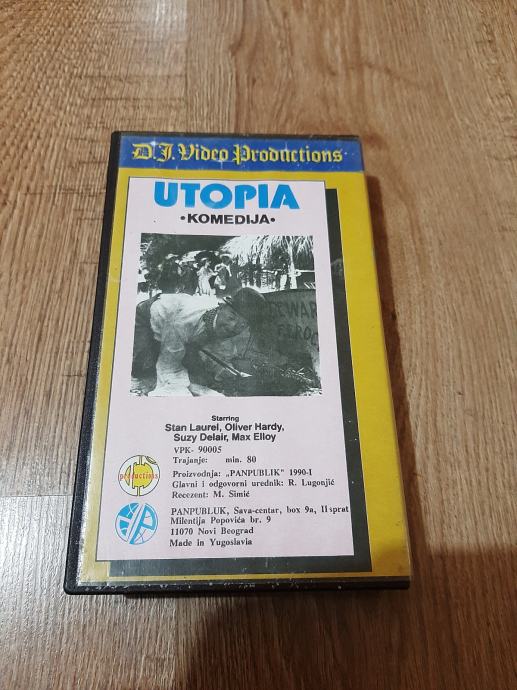 D.J. Video Productions
UTOPIA
•KOMEDIJA•
Starring
Stan Laurel, Oliver Hardy,
Suzy Delair, Max Elloy
VPK- 90005
Trajanje: min. 80
productions
Proizvodnja: „PANPUBLIK" 1990-I
Glavni i odgovorni urednik: R. Lugonjić
Recezent: M. Simić
PANPUBLUK, Sava-centar, box 9a, II sprat
Milentija Popovića br. 9
11070 Novi Beograd
Made in Yugoslavia